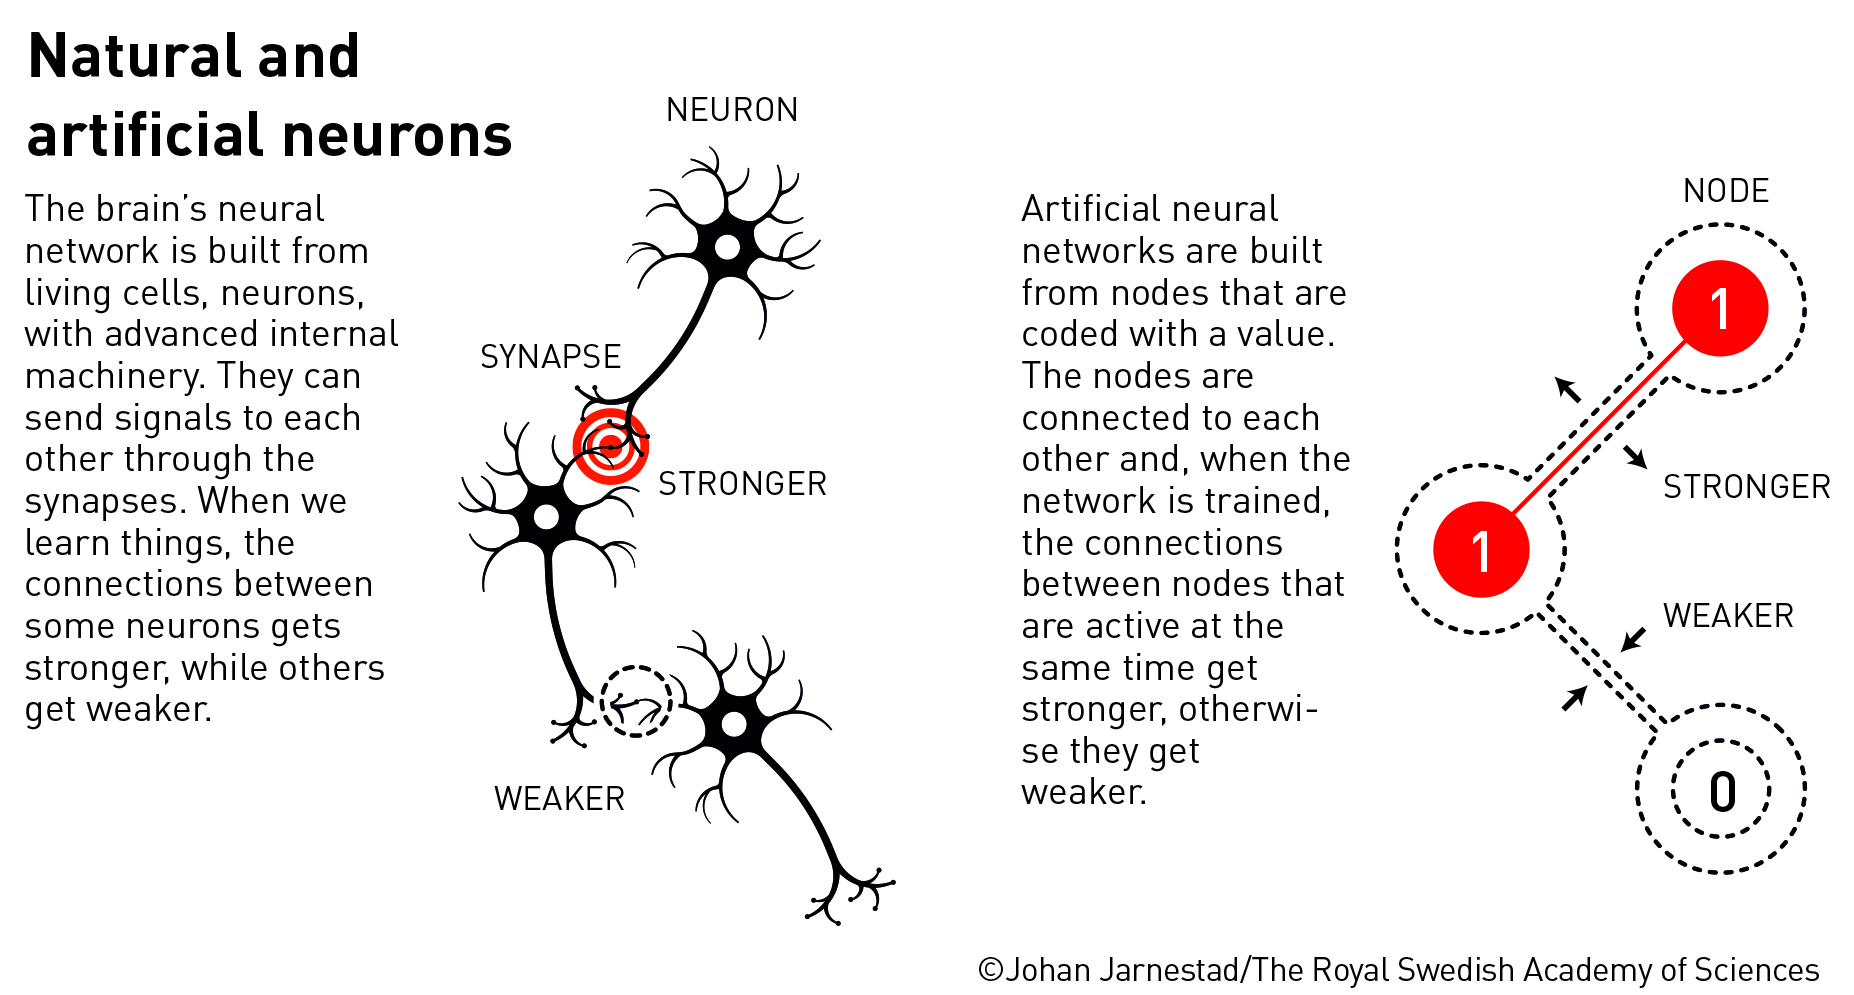 Natural and
artificial neurons
The brain’s neural
network is built from
living cells, neurons,
with advanced internal
machinery. They can
send signals to each
other through the
synapses. When we
learn things, the
connections between
some neurons gets
stronger, while others
get weaker.
NEURON
SYNAPSE
STRONGER
WEAKER
Artificial neural
networks are built
from nodes that are
coded with a value.
The nodes are
connected to each
other and, when the
network is trained,
the connections
between nodes that
are active at the
same time get
stronger, otherwi-
se they get
weaker.
NODE
1
STRONGER
1
WEAKER
0
©Johan Jarnestad/The Royal Swedish Academy of Sciences